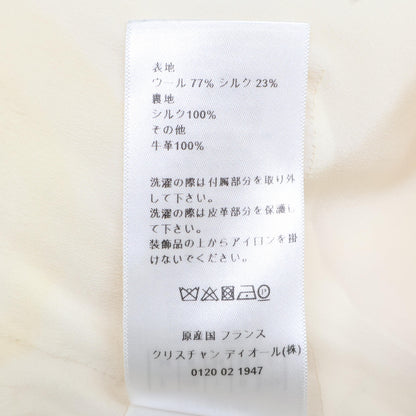 表地
ウール 77% シルク 23%
裏地
シルク100%
その他
牛革100%
洗濯の際は付属部分を取り外
して下さい。
洗濯の際は皮革部分を保護し
て下さい。
装飾品の上からアイロンを掛
けないでください。
原産国 フランス
クリスチャン ディオール(株)
0120 02 1947